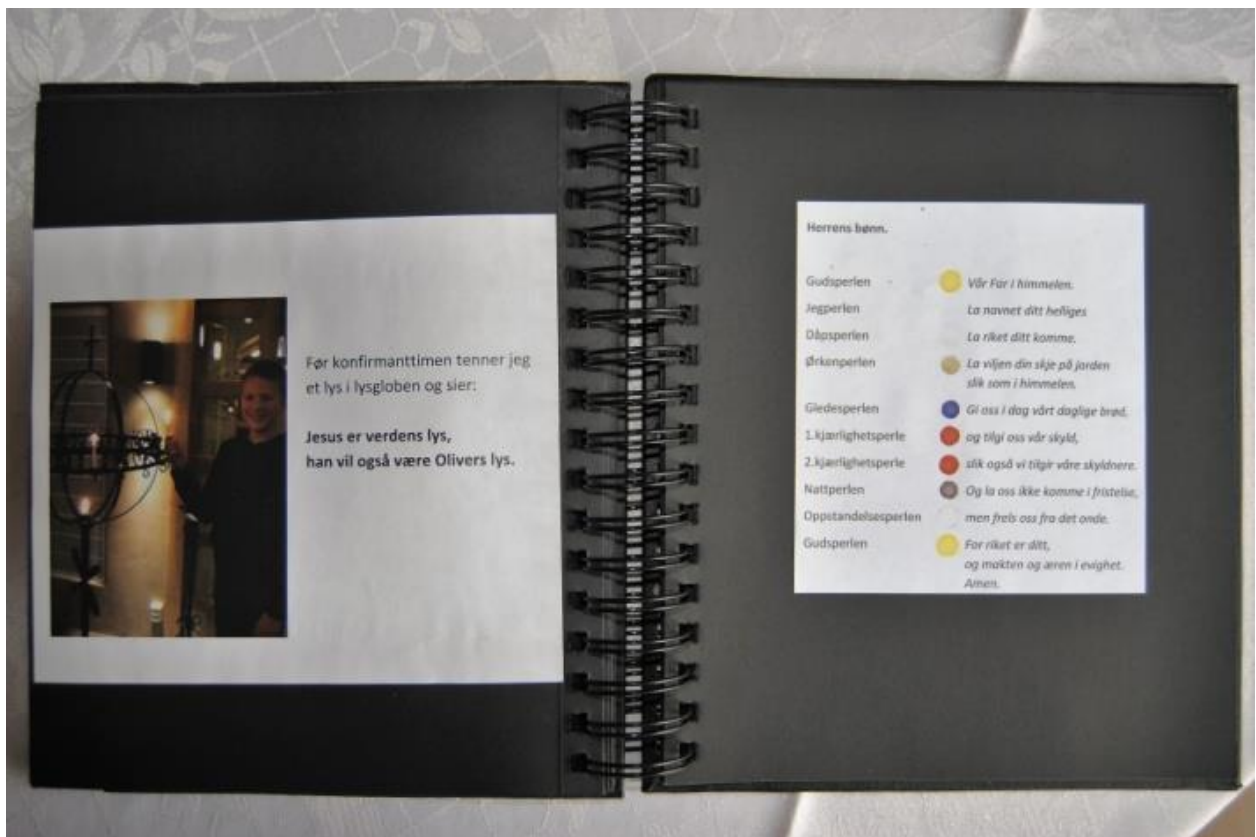 Før konfirmanttimen tenner jeg
et lys i lysgloben og sier:
Jesus er verdens lys,
han vil også være Olivers lys.
Herrens bønn.
Gudsperlen Vår Far i himmelen.
Jegperlen La navnet ditt helliges
Dåpsperlen La riket ditt komme.
Ørkenperlen La viljen din skje på jorden
slik som i himmelen.
Gledesperlen Gi oss i dag vårt daglige brød,
1.kjærlighetsperle og tilgi oss vår skyld,
2.kjærlighetsperle slik også vi tilgir våre skyldnere.
Nattperlen Og la oss ikke komme i fristelse,
Oppstandelsesperlen men frels oss fra det onde.
Gudsperlen For riket er ditt,
og makten og æren i evighet.
Amen.